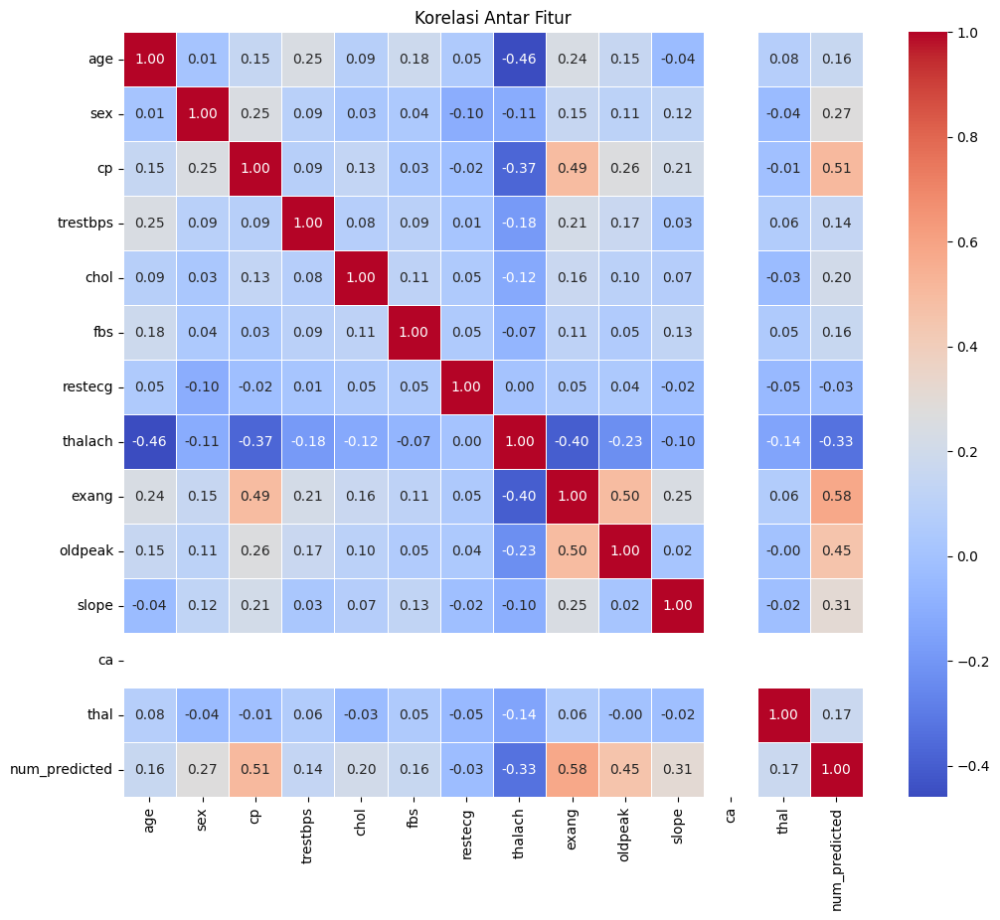 Korelasi Antar Fitur
age 1.00 0.01 0.15 0.25 0.09 0.18 0.05 -0.46 0.24 0.15 -0.04 0.08 0.16
sex 0.01 1.00 0.25 0.09 0.03 0.04 -0.10 -0.11 0.15 0.11 0.12 -0.04 0.27
cp 0.15 0.25 1.00 0.09 0.13 0.03 -0.02 -0.37 0.49 0.26 0.21 -0.01 0.51
trestbps 0.25 0.09 0.09 1.00 0.08 0.09 0.01 -0.18 0.21 0.17 0.03 0.06 0.14
chol 0.09 0.03 0.13 0.08 1.00 0.11 0.05 -0.12 0.16 0.10 0.07 -0.03 0.20
fbs 0.18 0.04 0.03 0.09 0.11 1.00 0.05 -0.07 0.11 0.05 0.13 0.05 0.16
restecg 0.05 -0.10 -0.02 0.01 0.05 0.05 1.00 0.00 0.05 0.04 -0.02 -0.05 -0.03
thalach -0.46 -0.11 -0.37 -0.18 -0.12 -0.07 0.00 1.00 -0.40 -0.23 -0.10 -0.14 -0.33
exang 0.24 0.15 0.49 0.21 0.16 0.11 0.05 -0.40 1.00 0.50 0.25 0.06 0.58
oldpeak 0.15 0.11 0.26 0.17 0.10 0.05 0.04 -0.23 0.50 1.00 0.02 -0.00 0.45
slope -0.04 0.12 0.21 0.03 0.07 0.13 -0.02 -0.10 0.25 0.02 1.00 -0.02 0.31
ca
thal 0.08 -0.04 -0.01 0.06 -0.03 0.05 -0.05 -0.14 0.06 -0.00 -0.02 1.00 0.17
num_predicted 0.16 0.27 0.51 0.14 0.20 0.16 -0.03 -0.33 0.58 0.45 0.31 0.17 1.00
age sex cp trestbps chol fbs restecg thalach exang oldpeak slope ca thal num_predicted
1.0
0.8
0.6
0.4
0.2
0.0
-0.2
-0.4